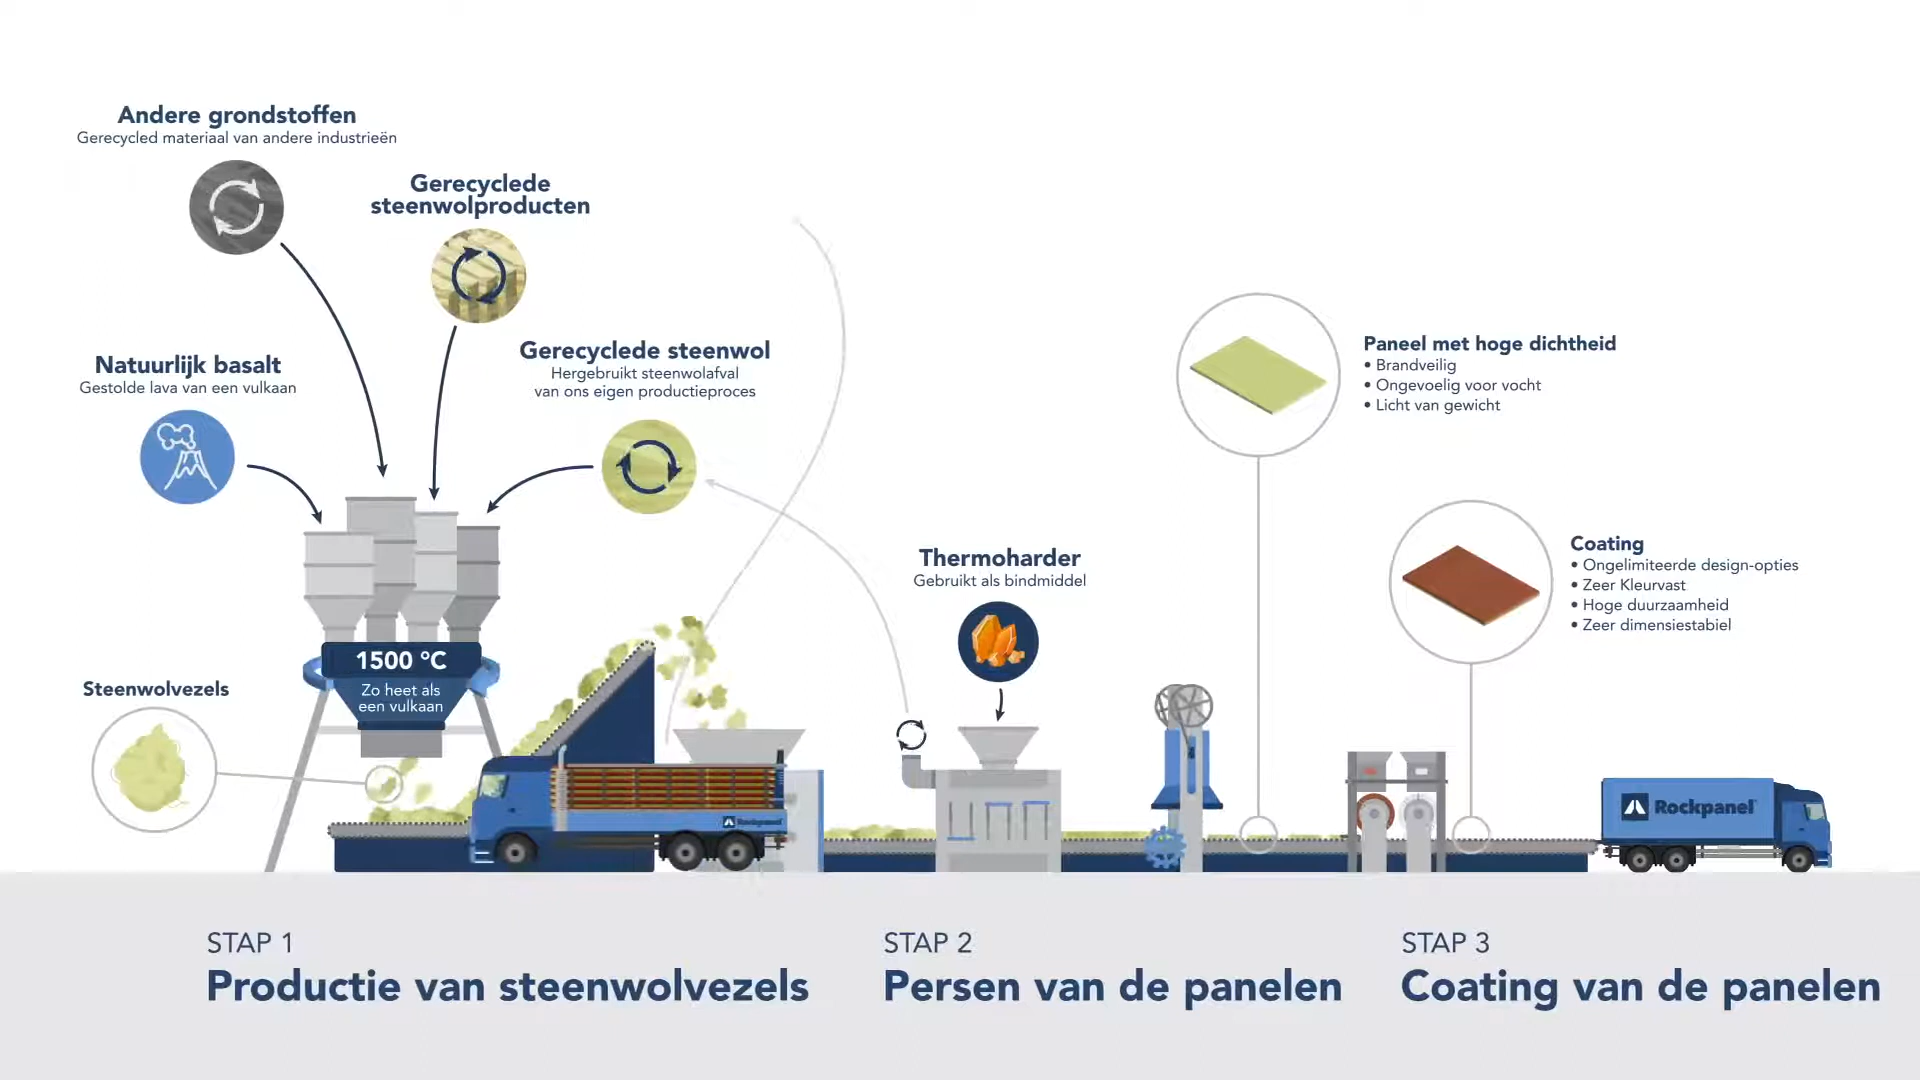 Andere grondstoffen
Gerecycled materiaal van andere industrieën
Gerecyclede
steenwolproducten
Natuurlijk basalt
Gestolde lava van een vulkaan
Gerecyclede steenwol
Hergebruikt steenwolafval
van ons eigen productieproces
1500 °C
Zo heet als
een vulkaan
Steenwolvezels
Rockpanel
Thermoharder
Gebruikt als bindmiddel
Paneel met hoge dichtheid
• Brandveilig
• Ongevoelig voor vocht
• Licht van gewicht
Coating
• Ongelimiteerde design-opties
• Zeer Kleurvast
• Hoge duurzaamheid
• Zeer dimensiestabiel
Rockpanel
STAP 1
Productie van steenwolvezels
STAP 2
Persen van de panelen
STAP 3
Coating van de panelen